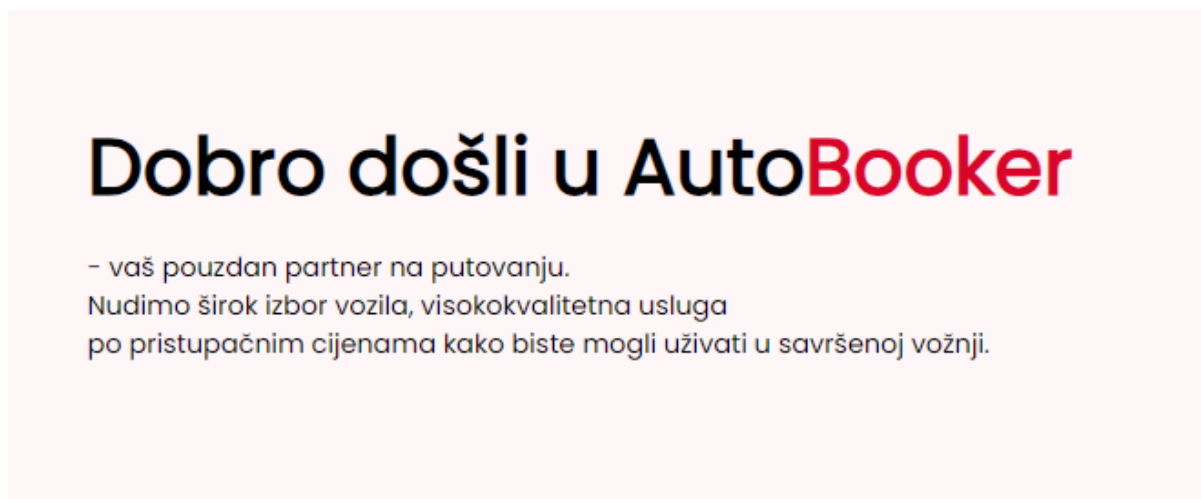 Dobro došli u AutoBooker
- vaš pouzdan partner na putovanju.
Nudimo širok izbor vozila, visokokvalitetna usluga
po pristupačnim cijenama kako biste mogli uživati u savršenoj vožnji.